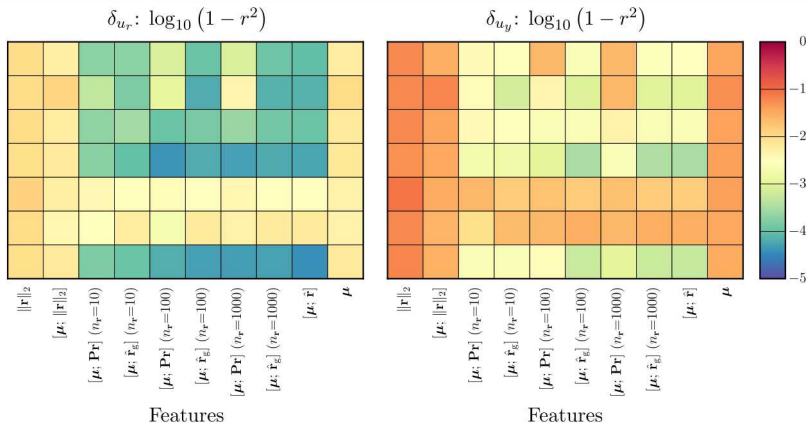 δ_{u_r}: log₁₀ (1 − r²)
δ_{u_y}: log₁₀ (1 − r²)
0
−1
−2
−3
−4
−5
‖r‖₂
[μ; ‖r‖₂]
[μ; Pr] (n_r=10)
[μ; r̂_g] (n_r=10)
[μ; Pr] (n_r=100)
[μ; r̂_g] (n_r=100)
[μ; Pr] (n_r=1000)
[μ; r̂_g] (n_r=1000)
[μ; r̂]
μ
‖r‖₂
[μ; ‖r‖₂]
[μ; Pr] (n_r=10)
[μ; r̂_g] (n_r=10)
[μ; Pr] (n_r=100)
[μ; r̂_g] (n_r=100)
[μ; Pr] (n_r=1000)
[μ; r̂_g] (n_r=1000)
[μ; r̂]
μ
Features
Features